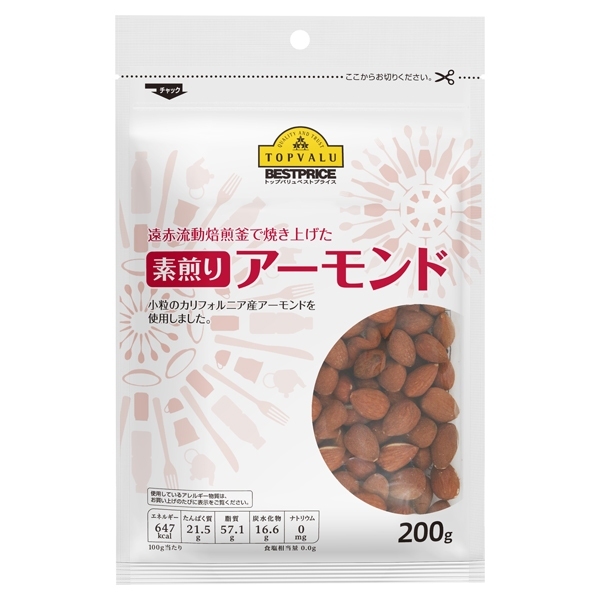 ここからお切りください。
チャック
QUALITY AND TRUST
TOPVALU
BESTPRICE
トップバリュベストプライス
遠赤流動焙煎釜で焼き上げた
素煎り アーモンド
小粒のカリフォルニア産アーモンドを
使用しました。
使用しているアレルギー物質は、
お買い上げのたびに表示をご覧ください。
エネルギー たんぱく質 脂質 炭水化物 ナトリウム
647 kcal 21.5 g 57.1 g 16.6 g 0 mg
100g当たり 食塩相当量 0.0g
200g